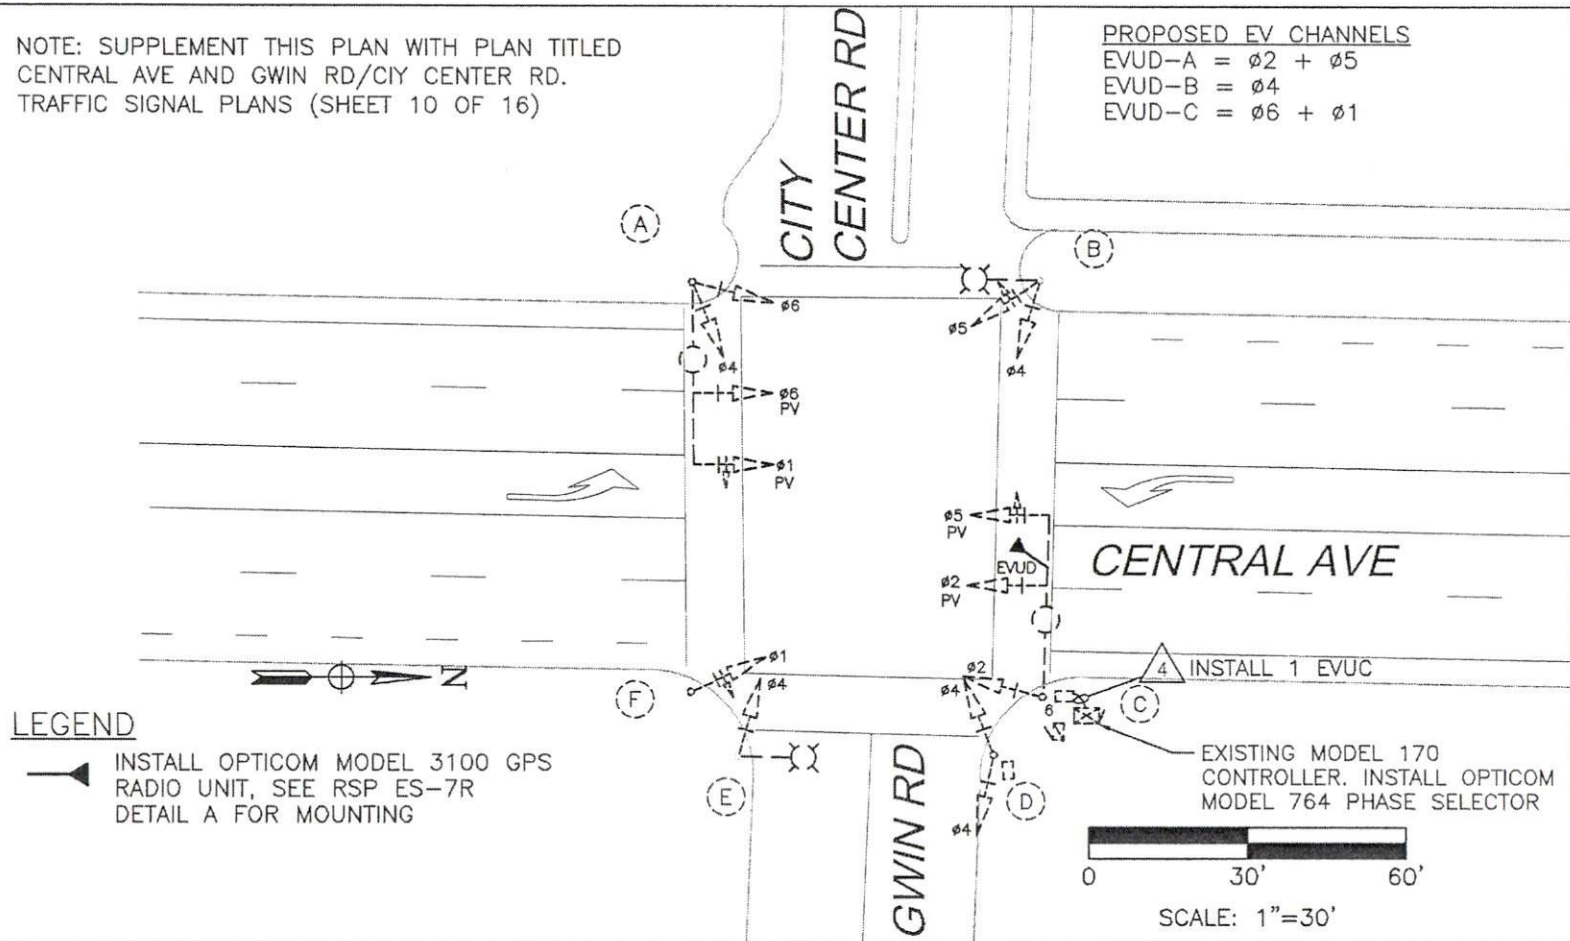 NOTE: SUPPLEMENT THIS PLAN WITH PLAN TITLED
CENTRAL AVE AND GWIN RD/CIY CENTER RD.
TRAFFIC SIGNAL PLANS (SHEET 10 OF 16)
PROPOSED EV CHANNELS
EVUD-A = ø2 + ø5
EVUD-B = ø4
EVUD-C = ø6 + ø1
CITY
CENTER RD
A
B
ø6
ø4
ø5
ø4
ø6
PV
ø1
PV
ø5
PV
EVUD
ø2
PV
CENTRAL AVE
N
ø1
ø4
ø2
ø4
6
4
INSTALL 1 EVUC
F
C
E
D
ø4
GWIN RD
LEGEND
INSTALL OPTICOM MODEL 3100 GPS
RADIO UNIT, SEE RSP ES-7R
DETAIL A FOR MOUNTING
EXISTING MODEL 170
CONTROLLER. INSTALL OPTICOM
MODEL 764 PHASE SELECTOR
0 30' 60'
SCALE: 1"=30'